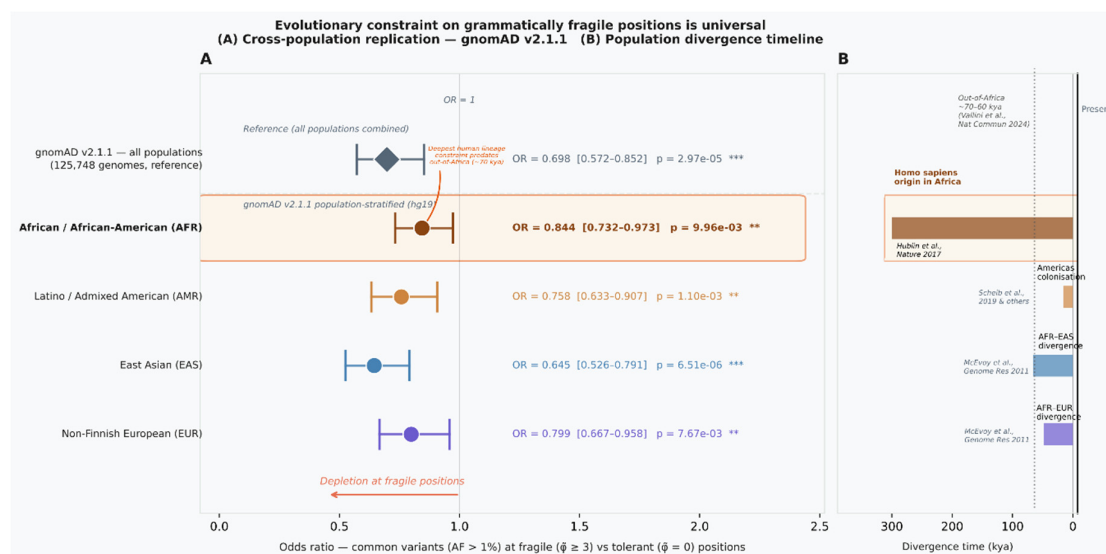 Evolutionary constraint on grammatically fragile positions is universal
(A) Cross-population replication — gnomAD v2.1.1   (B) Population divergence timeline
A
OR = 1
Reference (all populations combined)
gnomAD v2.1.1 — all populations
(125,748 genomes, reference)
Deepest human lineage
constraint predates
out-of-Africa (~70 kya)
OR = 0.698  [0.572–0.852]   p = 2.97e-05  ***
gnomAD v2.1.1 population-stratified (hg19)
African / African-American (AFR)
OR = 0.844  [0.732–0.973]   p = 9.96e-03  **
Latino / Admixed American (AMR)
OR = 0.758  [0.633–0.907]   p = 1.10e-03  **
East Asian (EAS)
OR = 0.645  [0.526–0.791]   p = 6.51e-06  ***
Non-Finnish European (EUR)
OR = 0.799  [0.667–0.958]   p = 7.67e-03  **
Depletion at fragile positions
0.0 0.5 1.0 1.5 2.0 2.5
Odds ratio — common variants (AF > 1%) at fragile (φ̃ ≥ 3) vs tolerant (φ̃ = 0) positions
B
Out-of-Africa
~70–60 kya
(Vallini et al.,
Nat Commun 2024)
Homo sapiens
origin in Africa
Hublin et al.,
Nature 2017
Americas
colonisation
Scheib et al.,
2019 & others
AFR–EAS
divergence
McEvoy et al.,
Genome Res 2011
AFR–EUR
divergence
McEvoy et al.,
Genome Res 2011
300 200 100 0
Divergence time (kya)